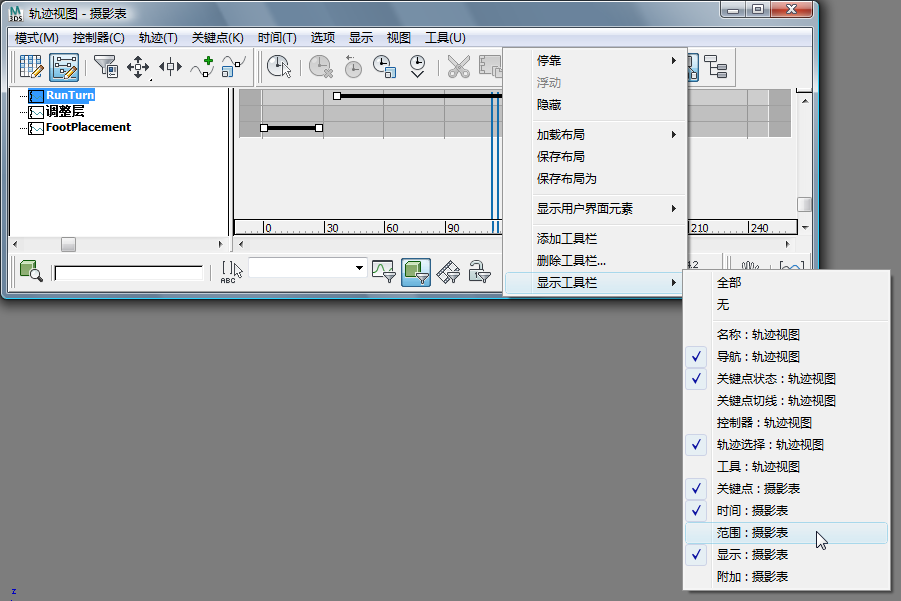 轨迹视图 - 摄影表
模式(M) 控制器(C) 轨迹(T) 关键点(K) 时间(T) 选项 显示 视图 工具(U)
RunTurn
调整层
FootPlacement
0 30 60 90 210 240
ABC
4.2
停靠
浮动
隐藏
加载布局
保存布局
保存布局为
显示用户界面元素
添加工具栏
删除工具栏...
显示工具栏
全部
无
名称：轨迹视图
导航：轨迹视图
关键点状态：轨迹视图
关键点切线：轨迹视图
控制器：轨迹视图
轨迹选择：轨迹视图
工具：轨迹视图
关键点：摄影表
时间：摄影表
范围：摄影表
显示：摄影表
附加：摄影表
z